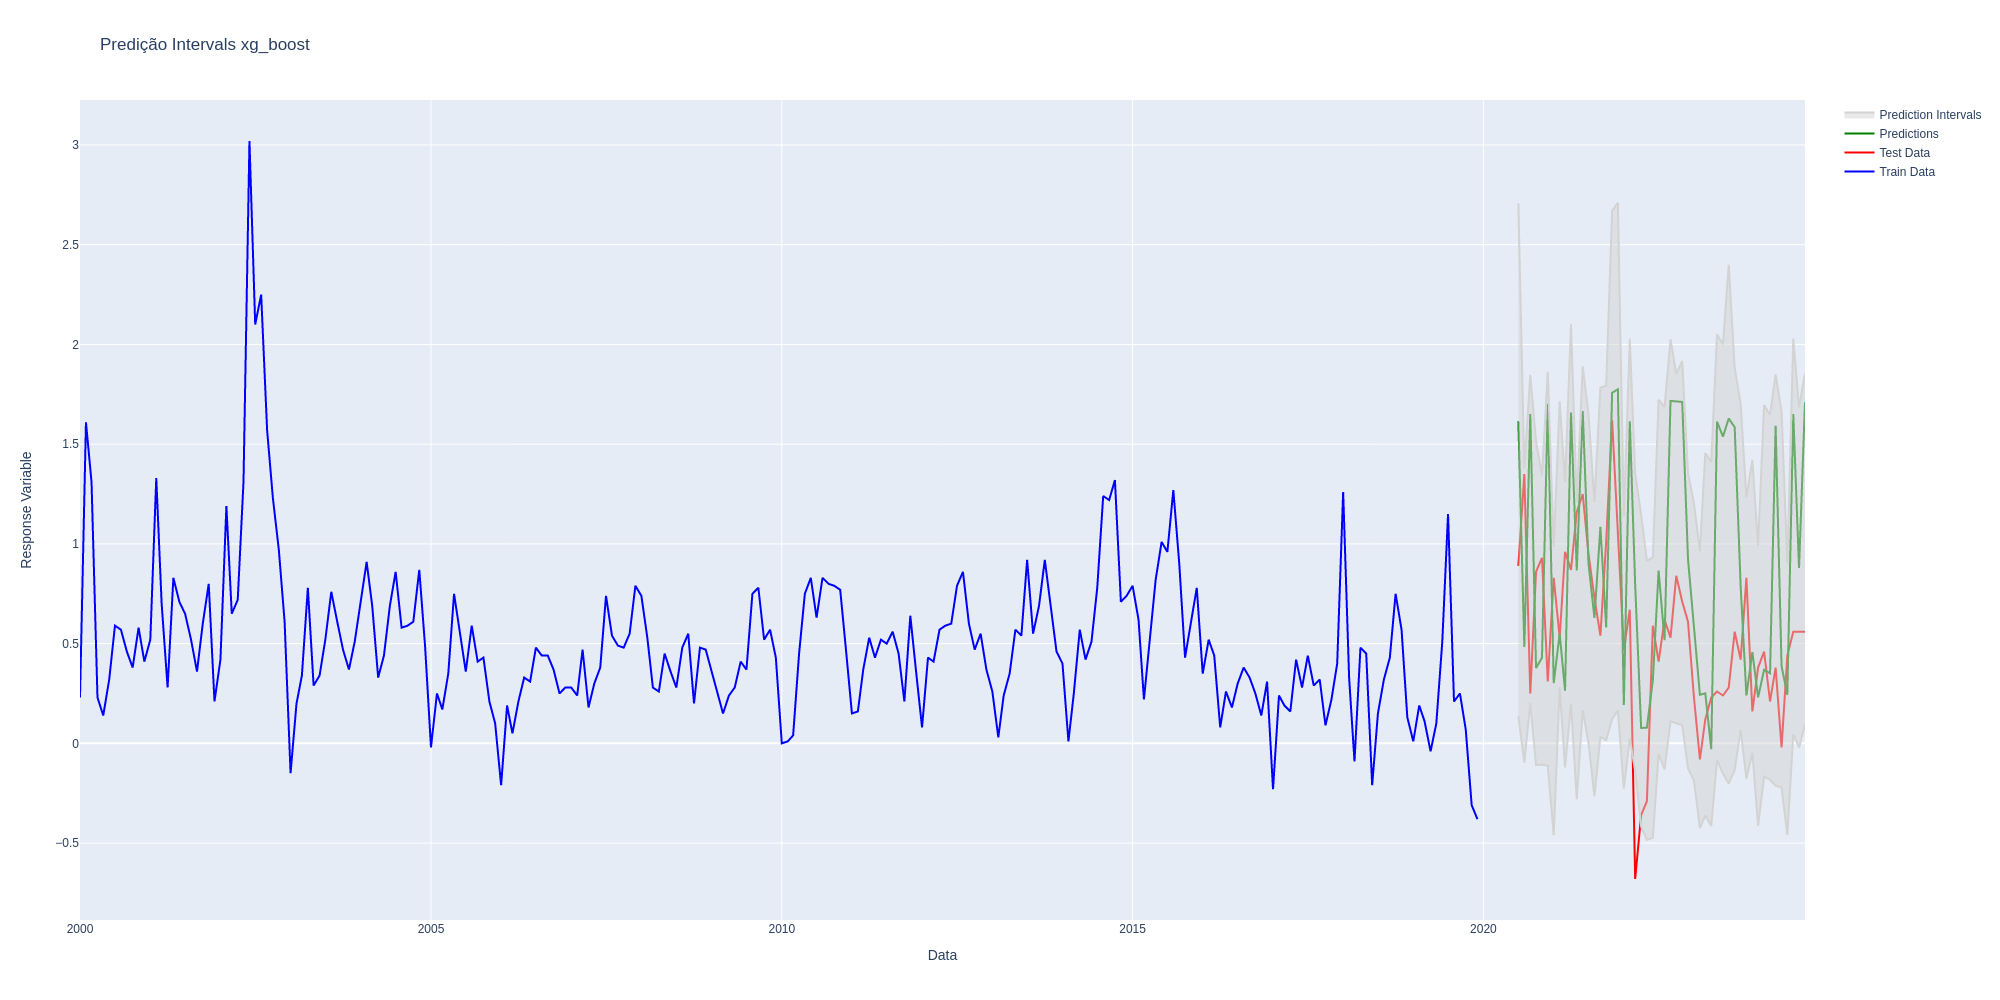 Predição Intervals xg_boost
Prediction Intervals
Predictions
Test Data
Train Data
3
2.5
2
1.5
1
0.5
0
−0.5
Response Variable
2000
2005
2010
2015
2020
Data